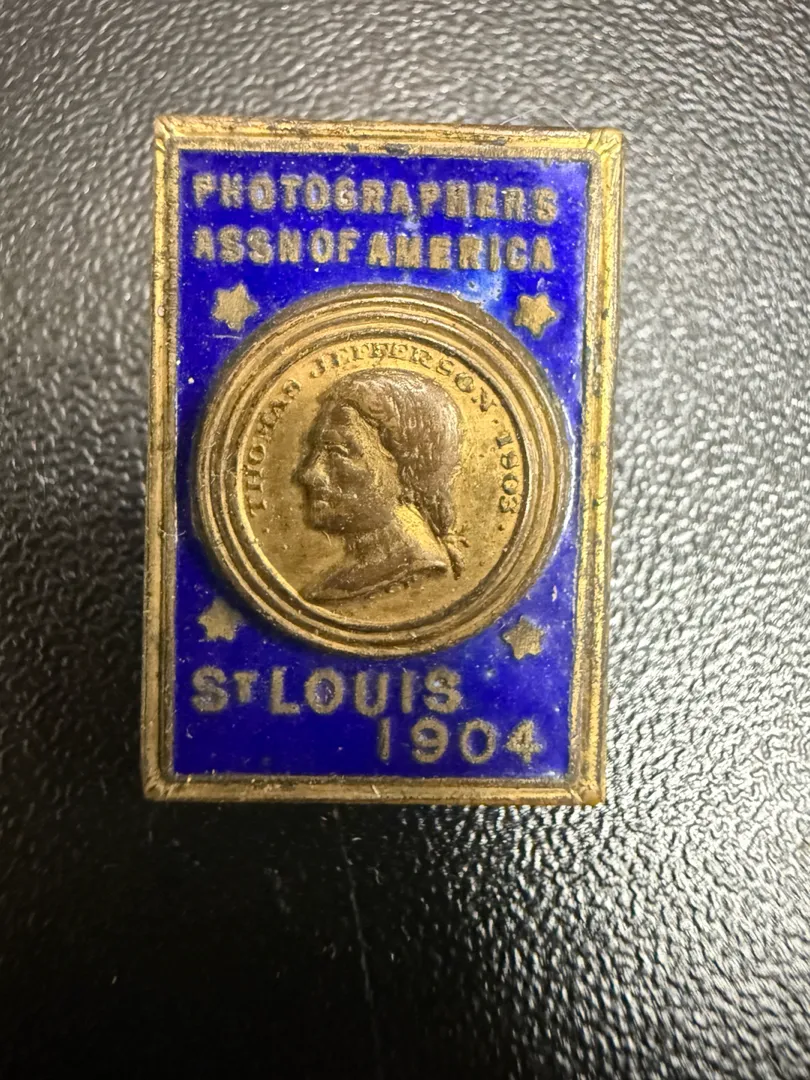 PHOTOGRAPHERS
ASSN OF AMERICA
THOMAS JEFFERSON · 1803 ·
ST LOUIS
1904